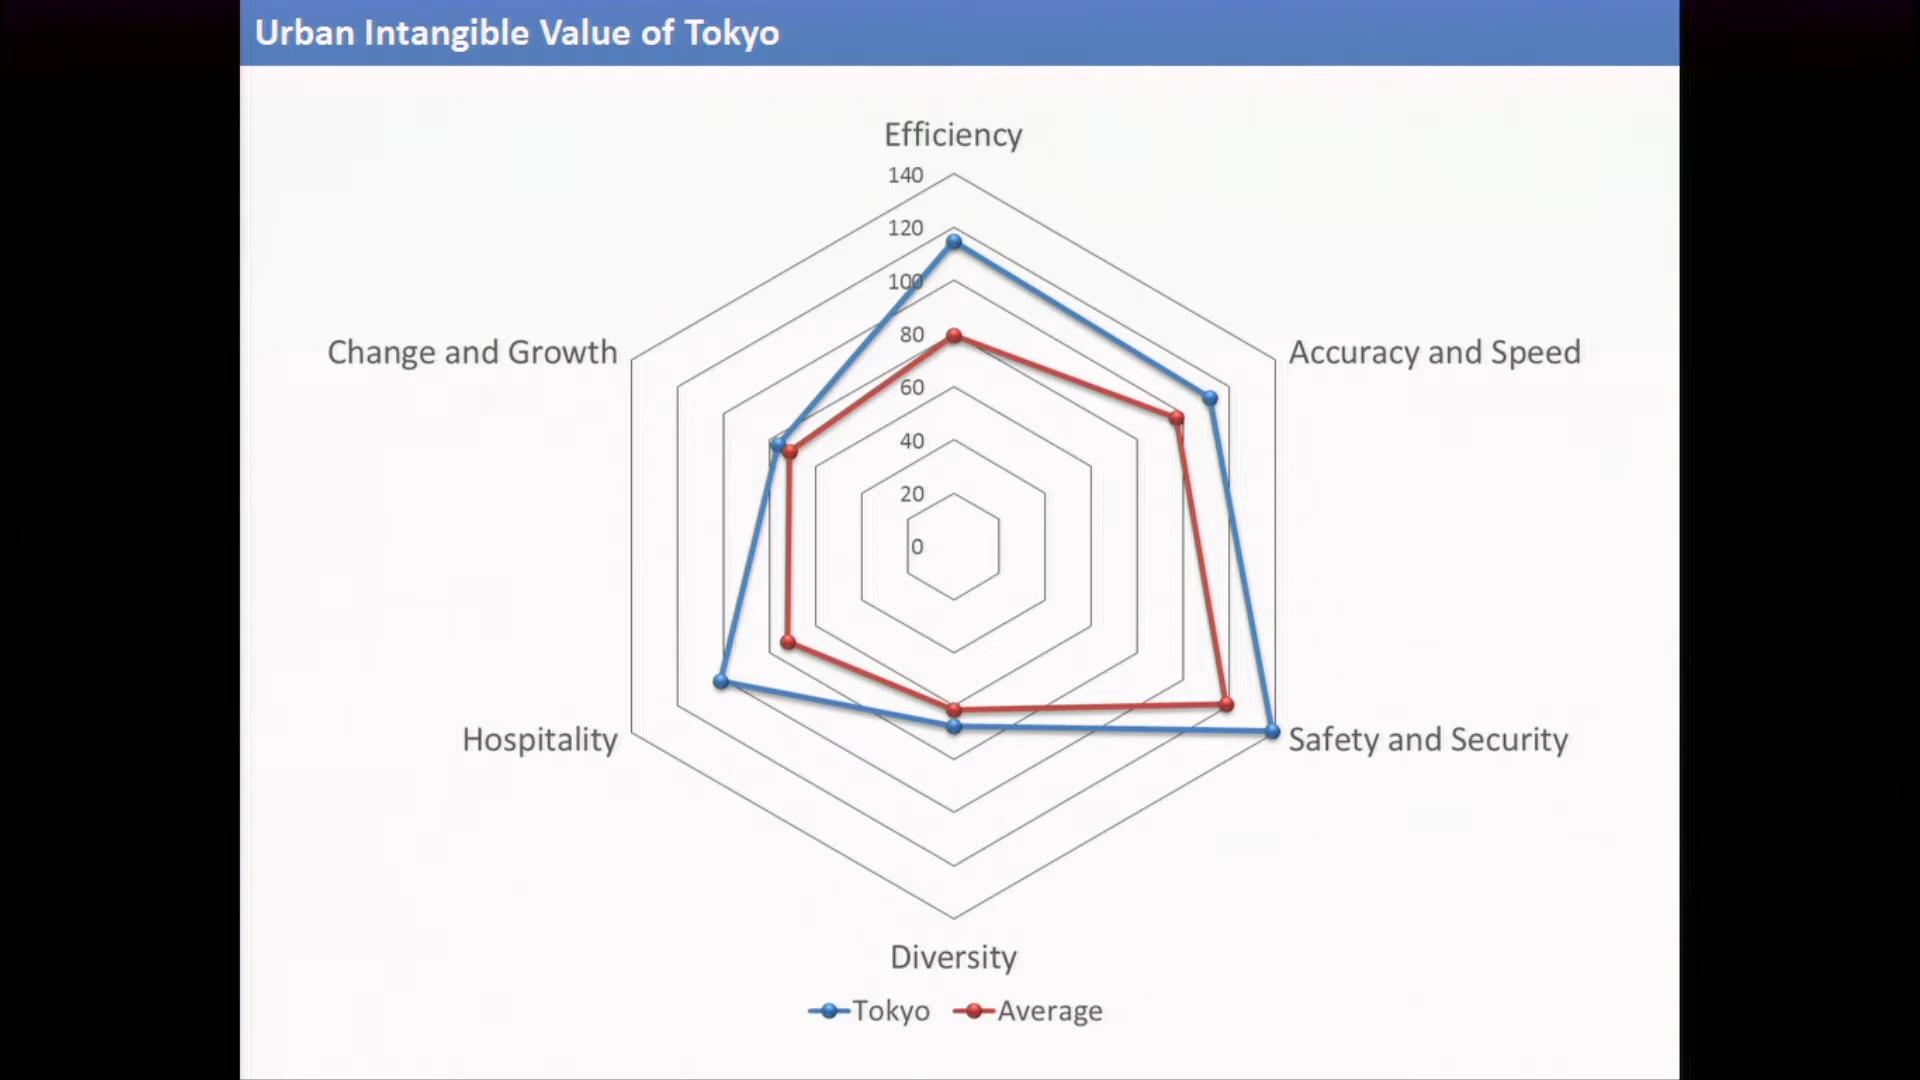 Urban Intangible Value of Tokyo
Efficiency
140
120
100
80
60
40
20
0
Change and Growth
Accuracy and Speed
Hospitality
Safety and Security
Diversity
Tokyo
Average